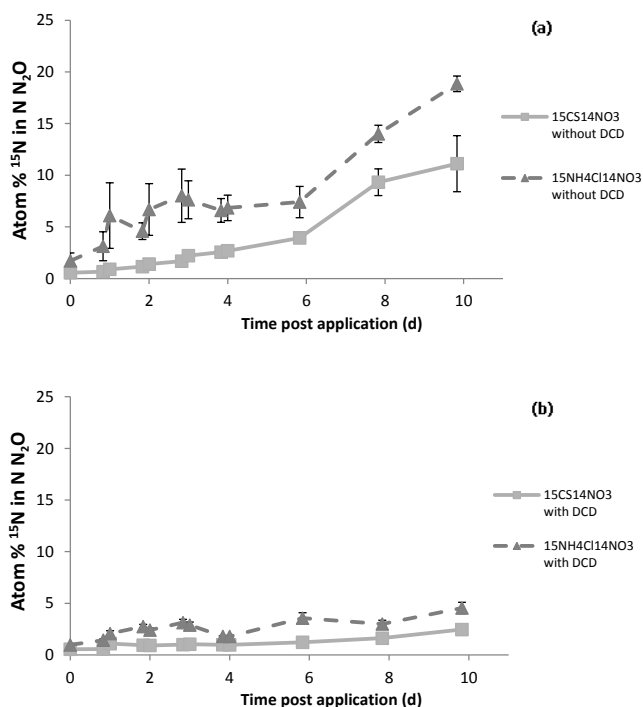 (a)
25
20
15
10
5
0
Atom % ¹⁵N in N N₂O
0 2 4 6 8 10
Time post application (d)
15CS14NO3
without DCD
15NH4Cl14NO3
without DCD
(b)
25
20
15
10
5
0
Atom % ¹⁵N in N N₂O
0 2 4 6 8 10
Time post application (d)
15CS14NO3
with DCD
15NH4Cl14NO3
with DCD